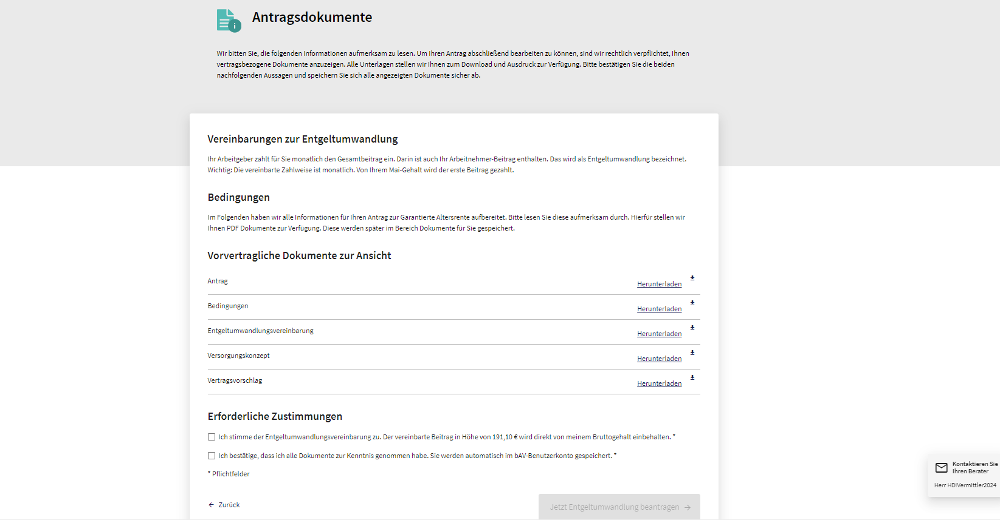 Antragsdokumente
Wir bitten Sie, die folgenden Informationen aufmerksam zu lesen. Um Ihren Antrag abschließend bearbeiten zu können, sind wir rechtlich verpflichtet, Ihnen
vertragsbezogene Dokumente anzuzeigen. Alle Unterlagen stellen wir Ihnen zum Download und Ausdruck zur Verfügung. Bitte bestätigen Sie die beiden
nachfolgenden Aussagen und speichern Sie sich alle angezeigten Dokumente sicher ab.
Vereinbarungen zur Entgeltumwandlung
Ihr Arbeitgeber zahlt für Sie monatlich den Gesamtbeitrag ein. Darin ist auch Ihr Arbeitnehmer-Beitrag enthalten. Das wird als Entgeltumwandlung bezeichnet.
Wichtig: Die vereinbarte Zahlweise ist monatlich. Von Ihrem Mai-Gehalt wird der erste Beitrag gezahlt.
Bedingungen
Im Folgenden haben wir alle Informationen für Ihren Antrag zur Garantierte Altersrente aufbereitet. Bitte lesen Sie diese aufmerksam durch. Hierfür stellen wir
Ihnen PDF Dokumente zur Verfügung. Diese werden später im Bereich Dokumente für Sie gespeichert.
Vorvertragliche Dokumente zur Ansicht
Antrag Herunterladen
Bedingungen Herunterladen
Entgeltumwandlungsvereinbarung Herunterladen
Versorgungskonzept Herunterladen
Vertragsvorschlag Herunterladen
Erforderliche Zustimmungen
Ich stimme der Entgeltumwandlungsvereinbarung zu. Der vereinbarte Beitrag in Höhe von 191,10 € wird direkt von meinem Bruttogehalt einbehalten. *
Ich bestätige, dass ich alle Dokumente zur Kenntnis genommen habe. Sie werden automatisch im bAV-Benutzerkonto gespeichert. *
* Pflichtfelder
← Zurück
Jetzt Entgeltumwandlung beantragen →
Kontaktieren Sie
Ihren Berater
Herr HDIVermittler2024